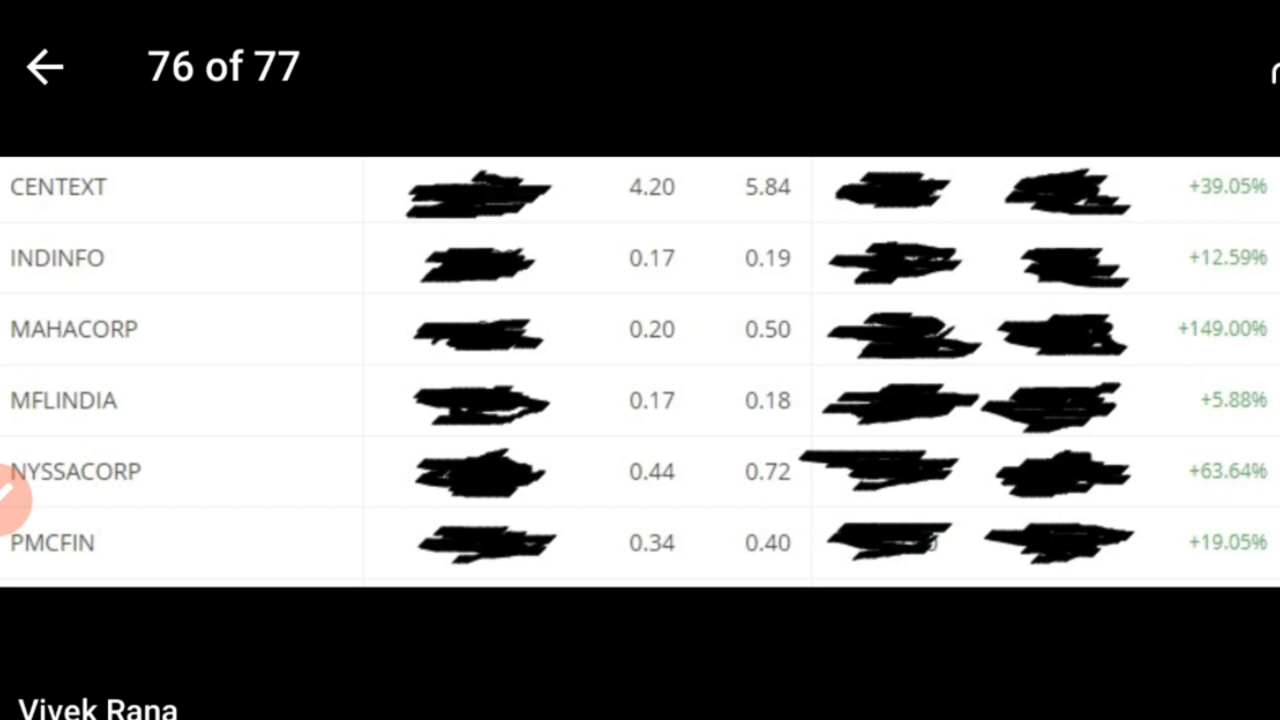 76 of 77
CENTEXT 4.20 5.84 +39.05%
INDINFO 0.17 0.19 +12.59%
MAHACORP 0.20 0.50 +149.00%
MFLINDIA 0.17 0.18 +5.88%
NYSSACORP 0.44 0.72 +63.64%
PMCFIN 0.34 0.40 +19.05%
Vivek Rana